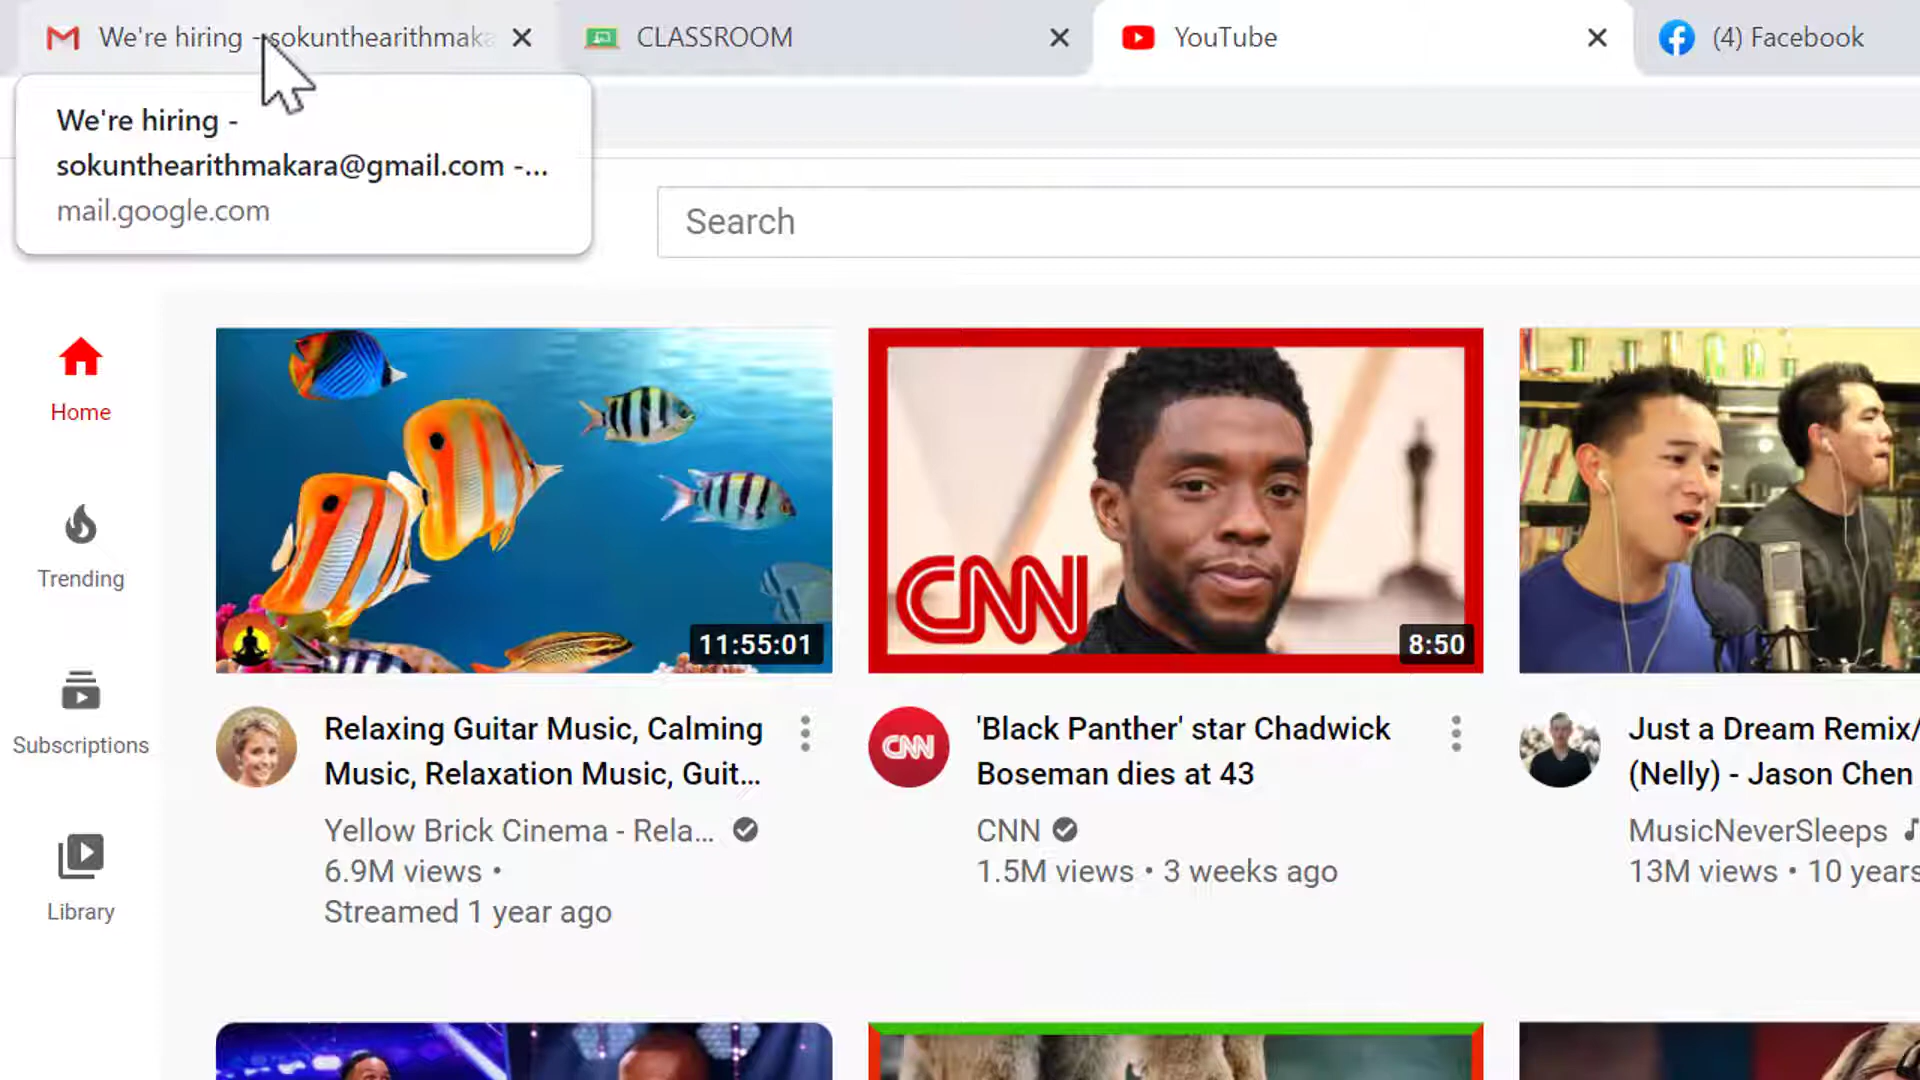 We're hiring - sokunthearithmaka
CLASSROOM
YouTube
(4) Facebook
We're hiring -
sokunthearithmakara@gmail.com -...
mail.google.com
Search
Home
Trending
Subscriptions
Library
11:55:01
CNN
8:50
Relaxing Guitar Music, Calming
Music, Relaxation Music, Guit...
Yellow Brick Cinema - Rela...
6.9M views •
Streamed 1 year ago
CNN
'Black Panther' star Chadwick
Boseman dies at 43
CNN
1.5M views • 3 weeks ago
Just a Dream Remix/
(Nelly) - Jason Chen
MusicNeverSleeps
13M views • 10 years